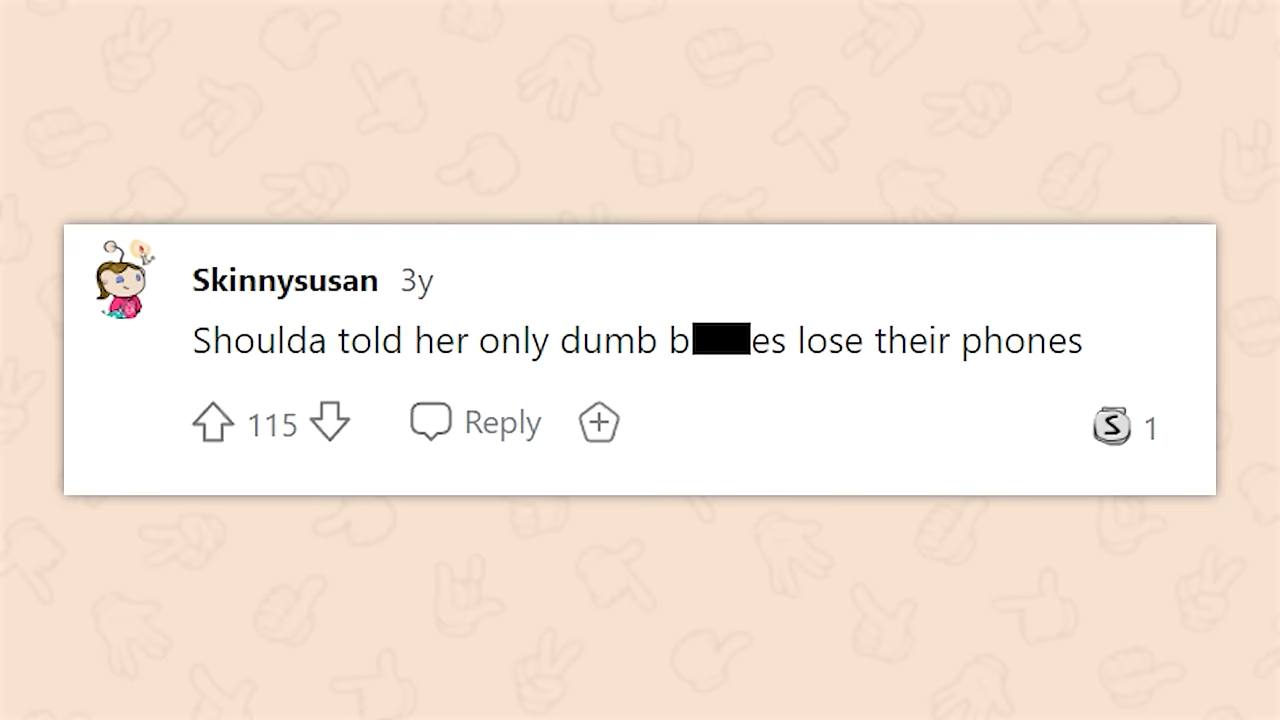 Skinnysusan 3y
Shoulda told her only dumb b es lose their phones
115 Reply S 1